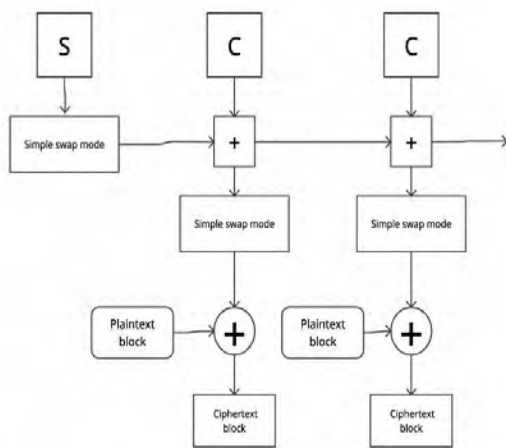 S
C
C
Simple swap mode
+
+
Simple swap mode
Simple swap mode
Plaintext
block
+
Plaintext
block
+
Ciphertext
block
Ciphertext
block